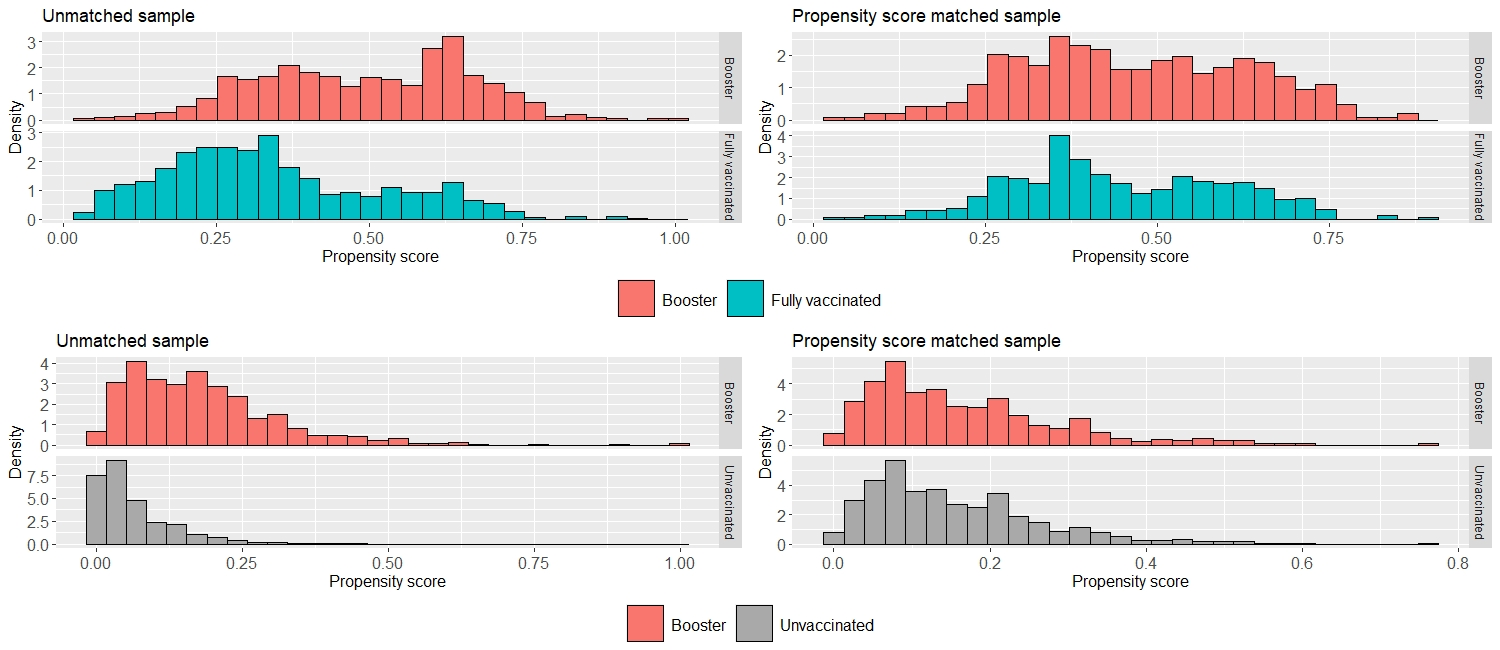 Unmatched sample
Density
3
2
1
0
Booster
3
2
1
0
Fully vaccinated
0.00 0.25 0.50 0.75 1.00
Propensity score
Propensity score matched sample
Density
2
1
0
Booster
4
3
2
1
0
Fully vaccinated
0.00 0.25 0.50 0.75
Propensity score
Booster Fully vaccinated
Unmatched sample
Density
4
3
2
1
0
Booster
7.5
5.0
2.5
0.0
Unvaccinated
0.00 0.25 0.50 0.75 1.00
Propensity score
Propensity score matched sample
Density
4
2
0
Booster
4
2
0
Unvaccinated
0.0 0.2 0.4 0.6 0.8
Propensity score
Booster Unvaccinated